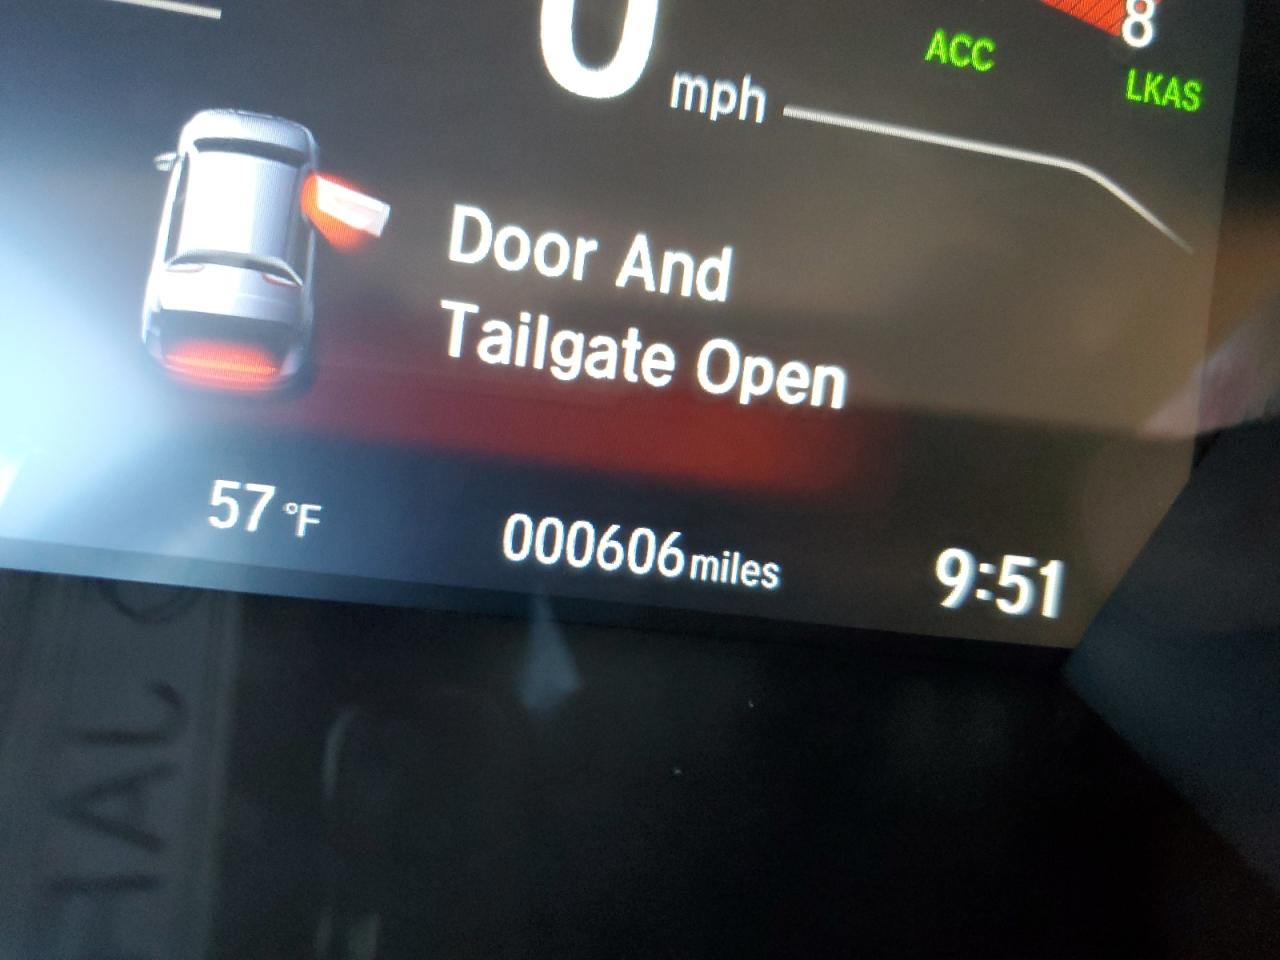 0 mph
8
ACC
LKAS
Door And
Tailgate Open
57 °F
000606 miles
9:51